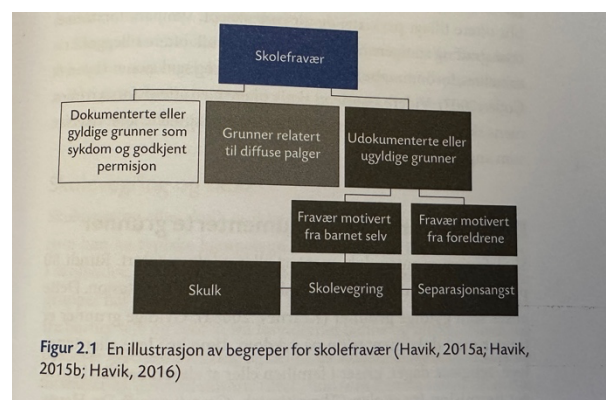 Skolefravær
Dokumenterte eller
gyldige grunner som
sykdom og godkjent
permisjon
Grunner relatert
til diffuse palger
Udokumenterte eller
ugyldige grunner
Fravær motivert
fra barnet selv
Fravær motivert
fra foreldrene
Skulk
Skolevegring
Separasjonsangst
Figur 2.1 En illustrasjon av begreper for skolefravær (Havik, 2015a; Havik,
2015b; Havik, 2016)